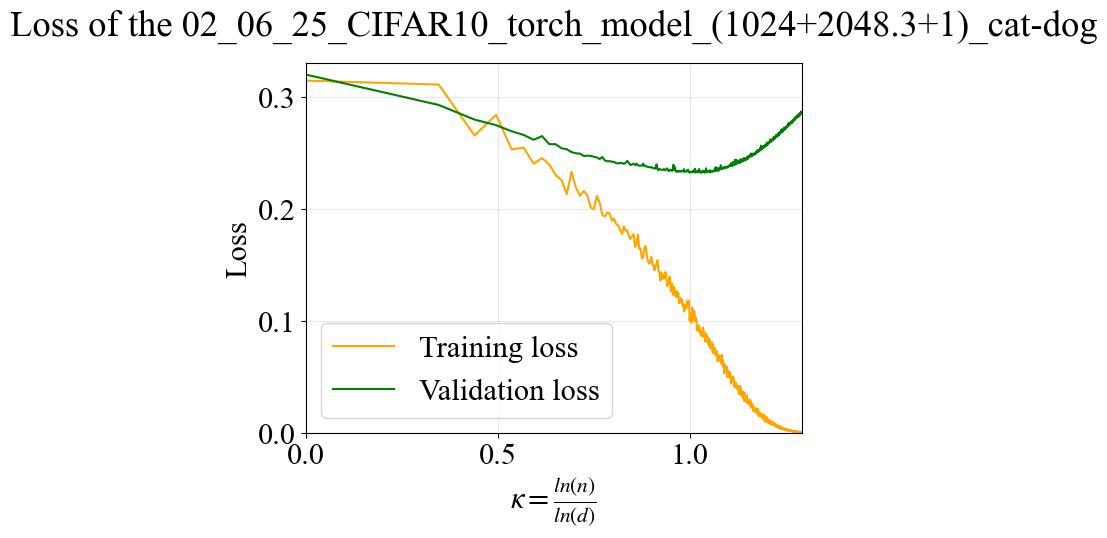 Loss of the 02_06_25_CIFAR10_torch_model_(1024+2048.3+1)_cat-dog
0.3
0.2
0.1
0.0
Loss
Training loss
Validation loss
0.0 0.5 1.0
κ = ln(n)/ln(d)